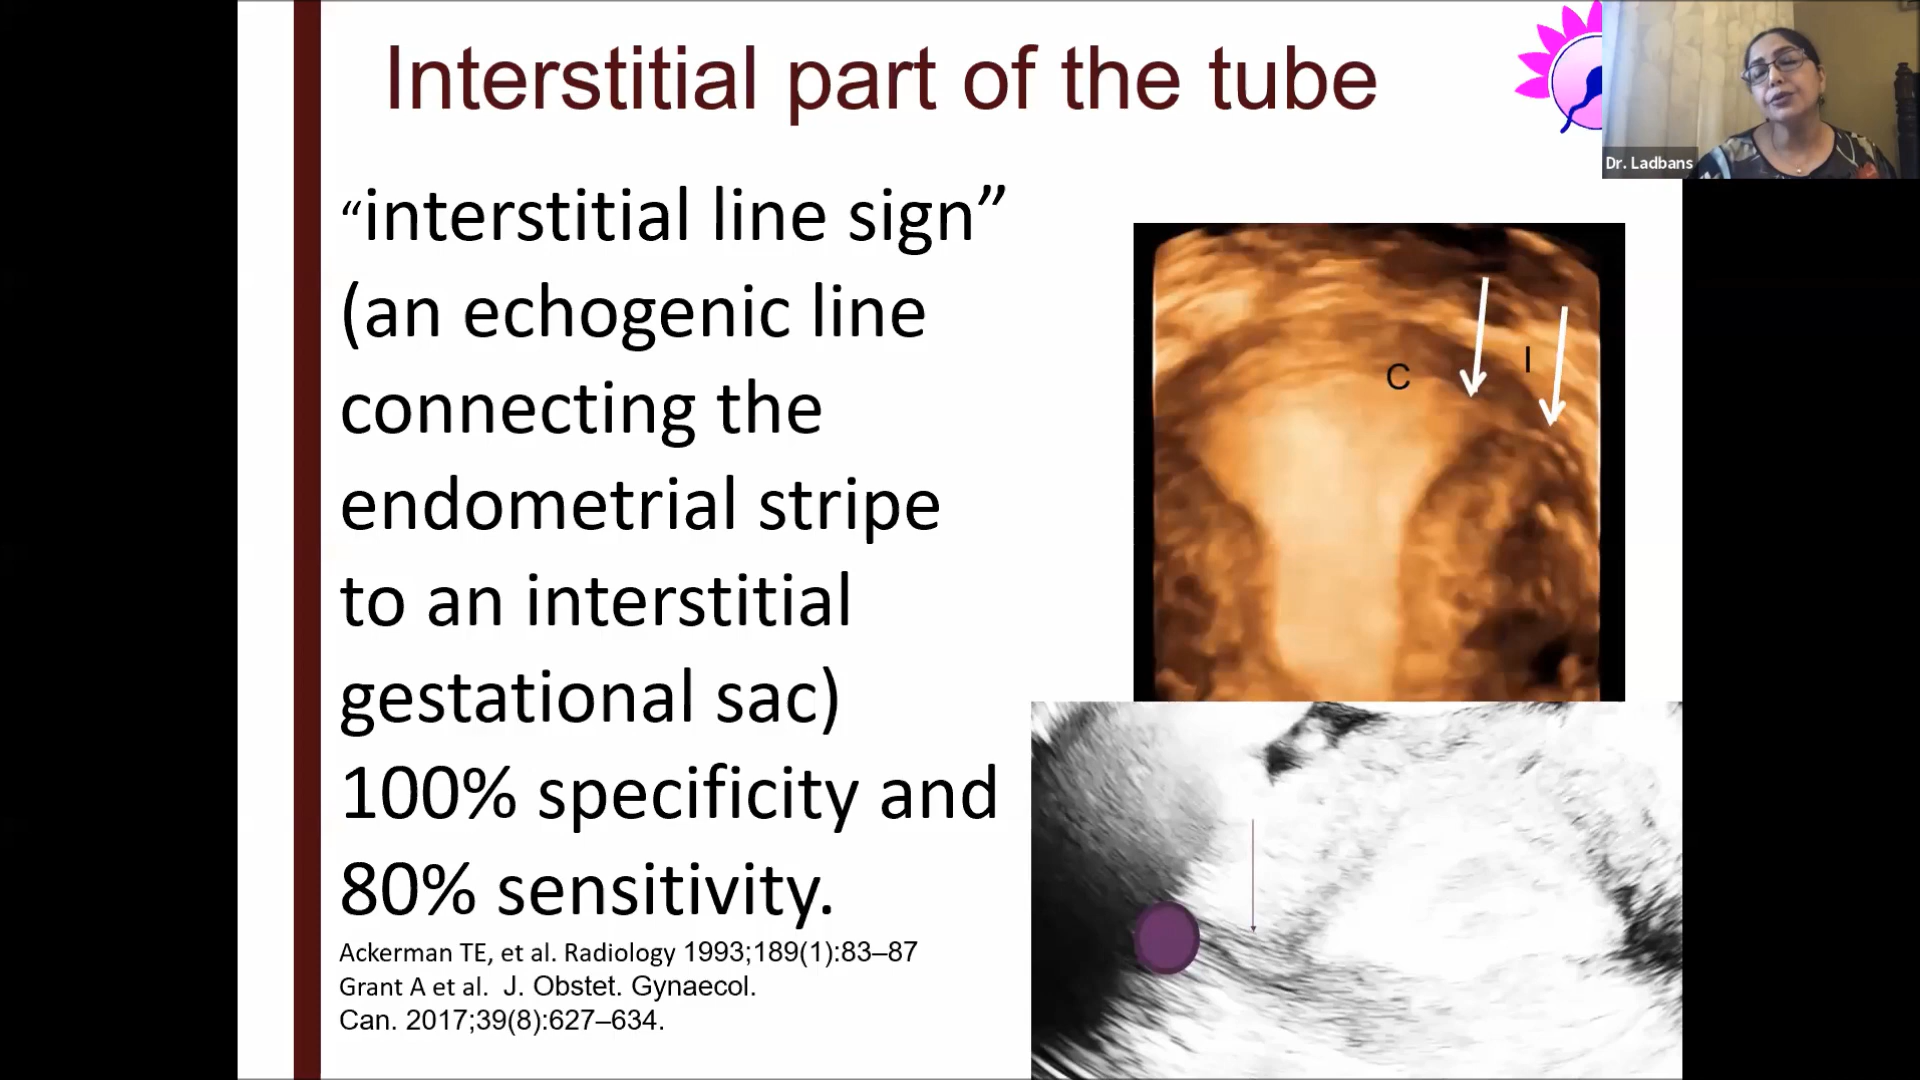 Interstitial part of the tube
Dr. Ladbans
“interstitial line sign”
(an echogenic line
connecting the
endometrial stripe
to an interstitial
gestational sac)
100% specificity and
80% sensitivity.
Ackerman TE, et al. Radiology 1993;189(1):83–87
Grant A et al.  J. Obstet. Gynaecol.
Can. 2017;39(8):627–634.
C
I